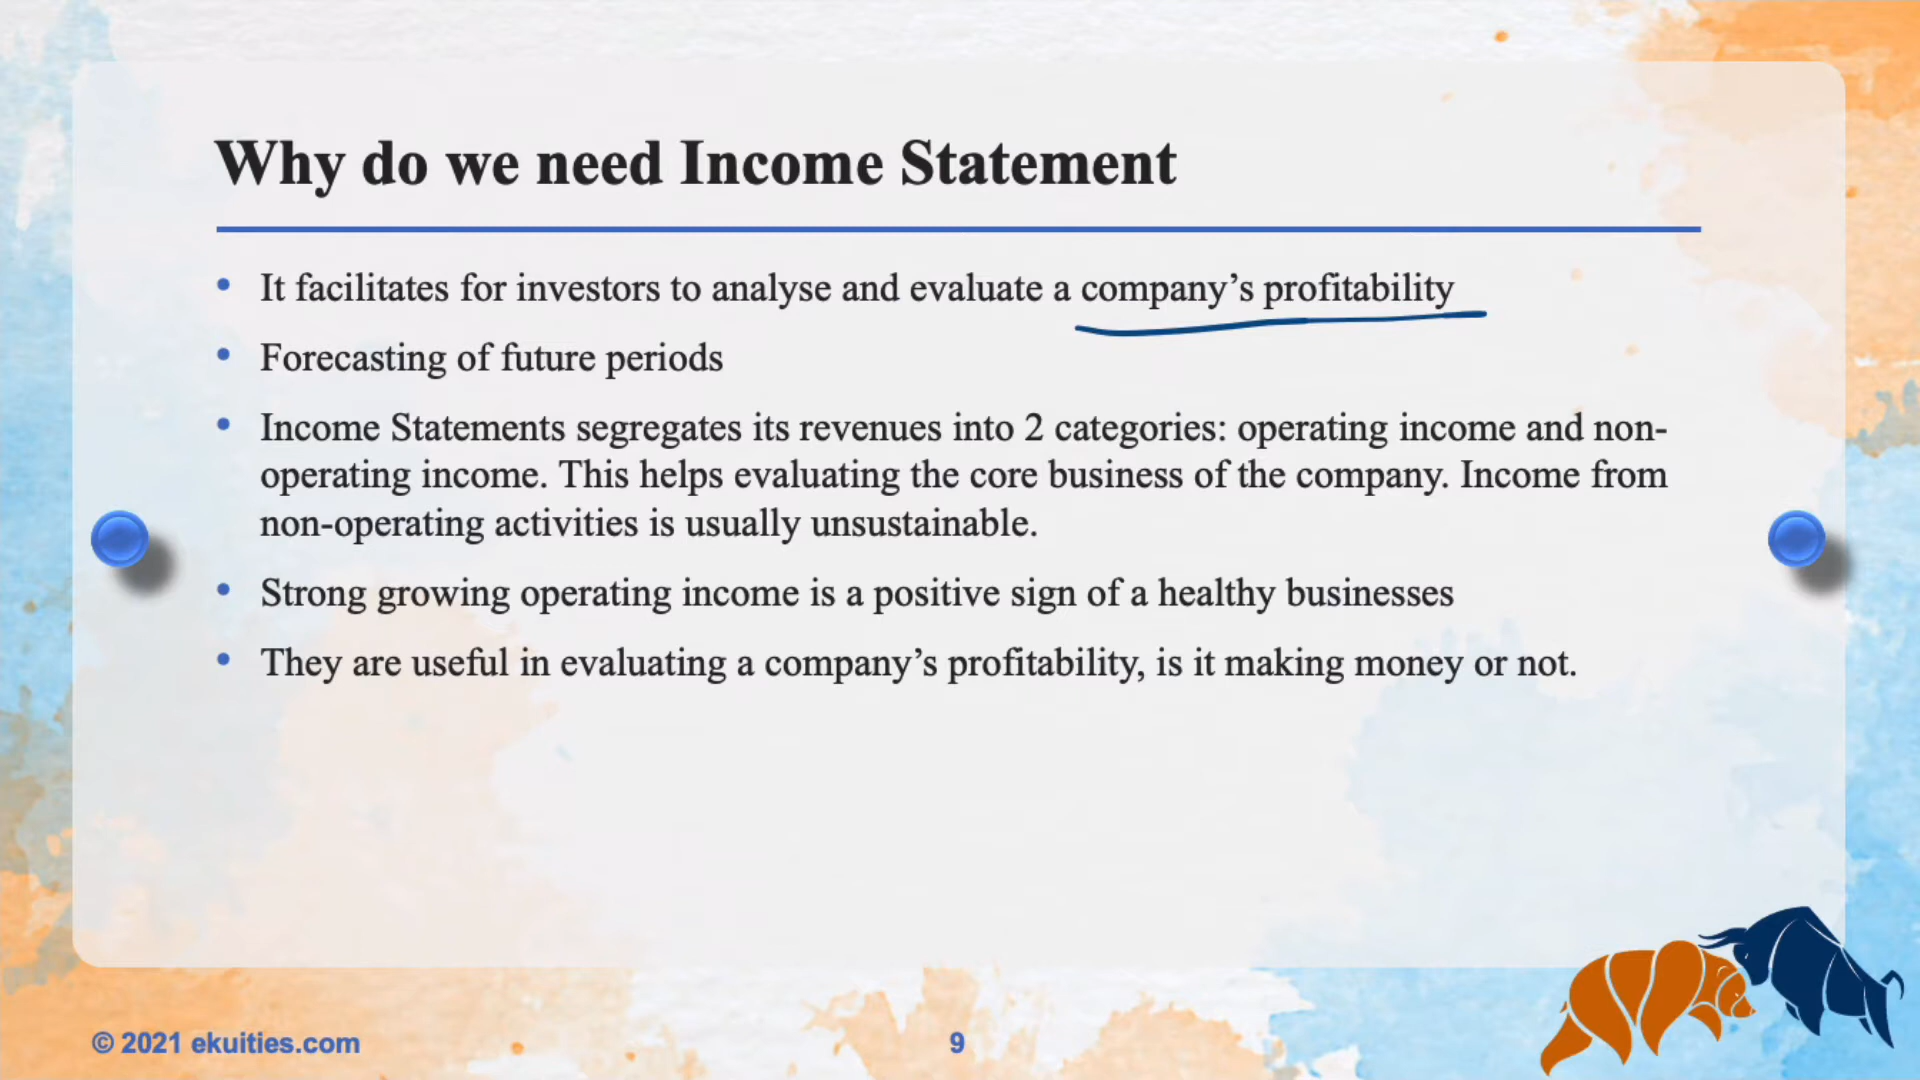 Why do we need Income Statement
• It facilitates for investors to analyse and evaluate a company’s profitability
• Forecasting of future periods
• Income Statements segregates its revenues into 2 categories: operating income and non-
operating income. This helps evaluating the core business of the company. Income from
non-operating activities is usually unsustainable.
• Strong growing operating income is a positive sign of a healthy businesses
• They are useful in evaluating a company’s profitability, is it making money or not.
© 2021 ekuities.com
9